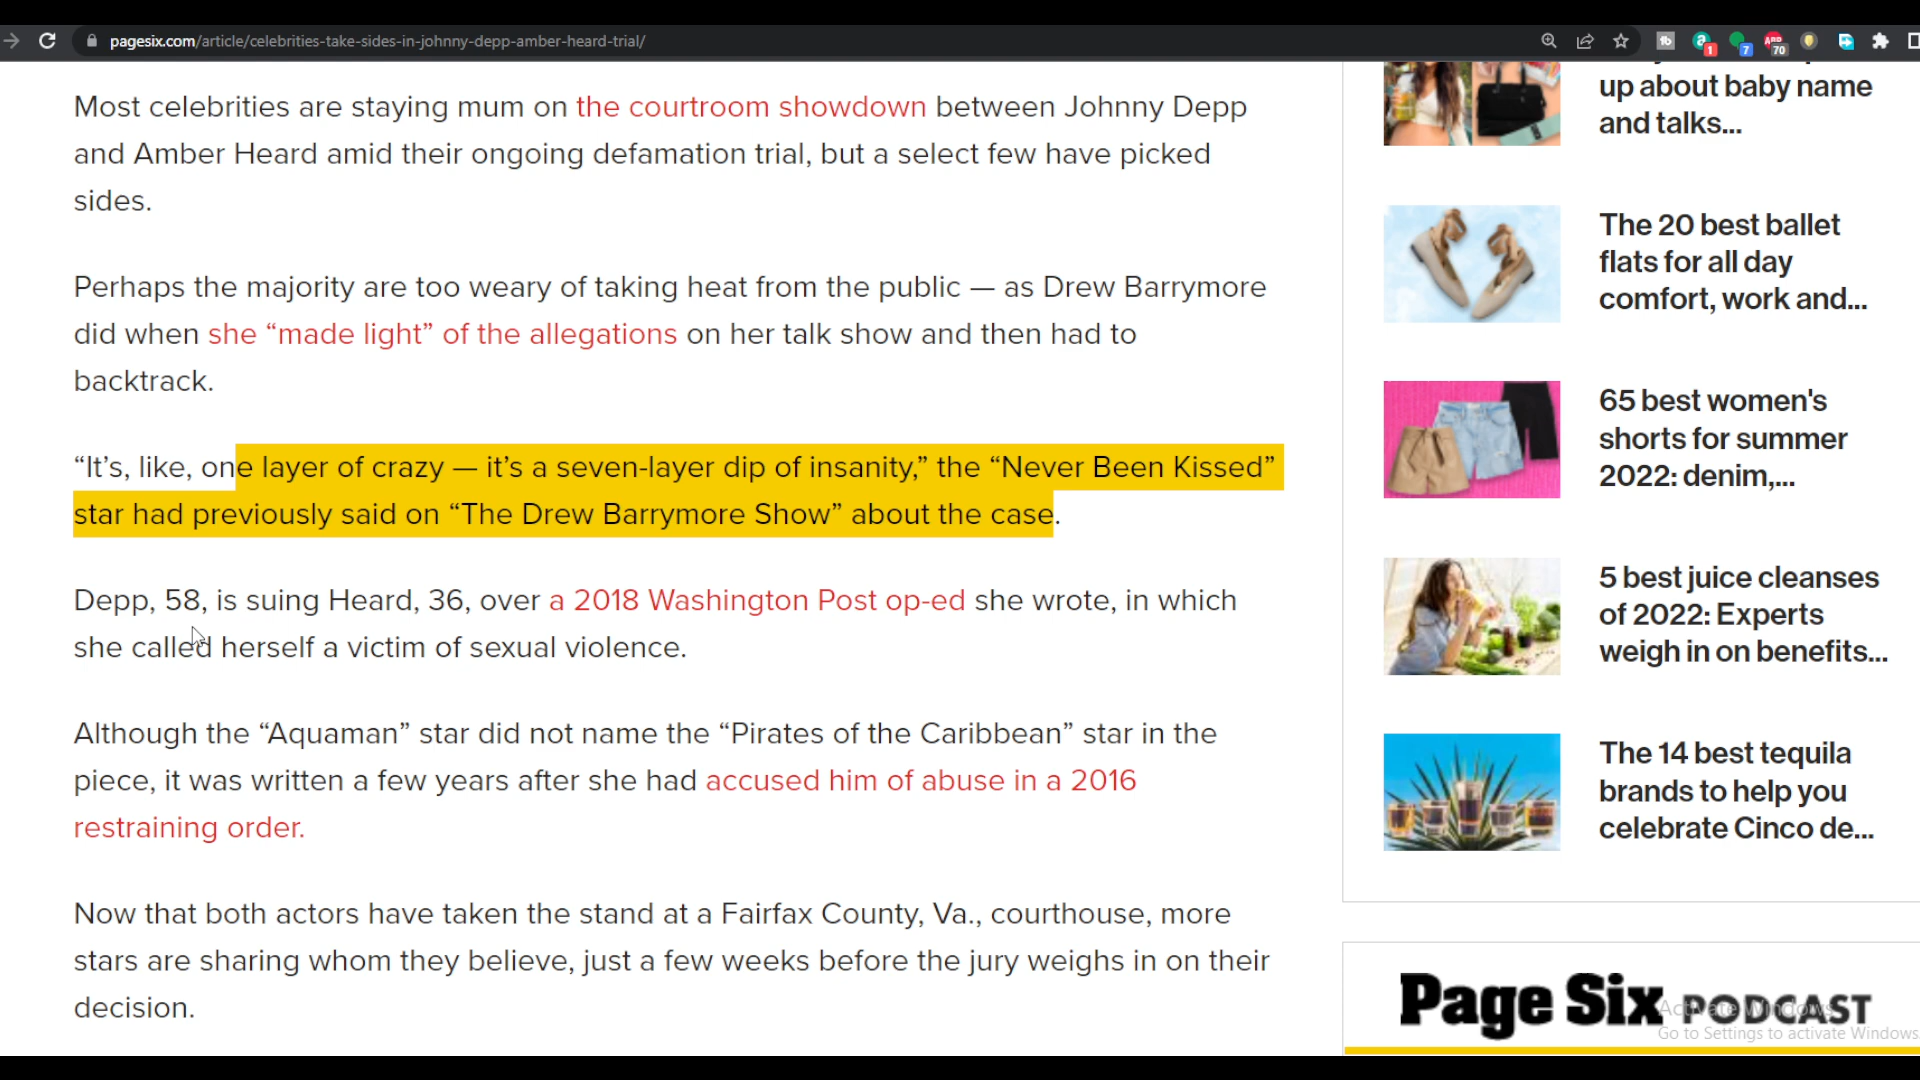 pagesix.com/article/celebrities-take-sides-in-johnny-depp-amber-heard-trial/
1
7
70
Most celebrities are staying mum on the courtroom showdown between Johnny Depp
and Amber Heard amid their ongoing defamation trial, but a select few have picked
sides.
Perhaps the majority are too weary of taking heat from the public — as Drew Barrymore
did when she “made light” of the allegations on her talk show and then had to
backtrack.
“It’s, like, one layer of crazy — it’s a seven-layer dip of insanity,” the “Never Been Kissed”
star had previously said on “The Drew Barrymore Show” about the case.
Depp, 58, is suing Heard, 36, over a 2018 Washington Post op-ed she wrote, in which
she called herself a victim of sexual violence.
Although the “Aquaman” star did not name the “Pirates of the Caribbean” star in the
piece, it was written a few years after she had accused him of abuse in a 2016
restraining order.
Now that both actors have taken the stand at a Fairfax County, Va., courthouse, more
stars are sharing whom they believe, just a few weeks before the jury weighs in on their
decision.
up about baby name
and talks...
The 20 best ballet
flats for all day
comfort, work and...
65 best women's
shorts for summer
2022: denim,...
5 best juice cleanses
of 2022: Experts
weigh in on benefits...
The 14 best tequila
brands to help you
celebrate Cinco de...
Page Six PODCAST
Activate Windows
Go to Settings to activate Windows.